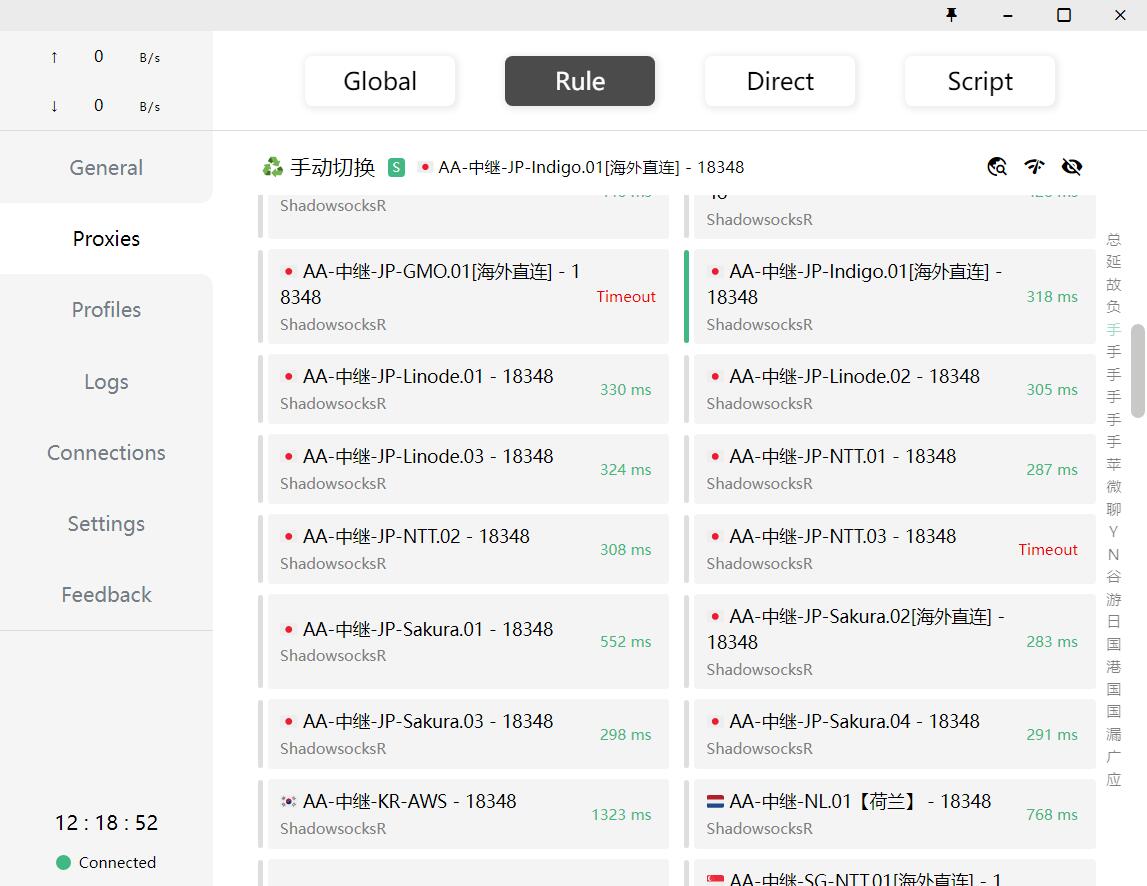 ↑ 0 B/s
↓ 0 B/s
Global
Rule
Direct
Script
General
Proxies
Profiles
Logs
Connections
Settings
Feedback
12 : 18 : 52
Connected
手动切换 S AA-中继-JP-Indigo.01[海外直连] - 18348
ShadowsocksR
ShadowsocksR
AA-中继-JP-GMO.01[海外直连] - 1
8348
ShadowsocksR
Timeout
AA-中继-JP-Indigo.01[海外直连] -
18348
ShadowsocksR
318 ms
AA-中继-JP-Linode.01 - 18348
ShadowsocksR
330 ms
AA-中继-JP-Linode.02 - 18348
ShadowsocksR
305 ms
AA-中继-JP-Linode.03 - 18348
ShadowsocksR
324 ms
AA-中继-JP-NTT.01 - 18348
ShadowsocksR
287 ms
AA-中继-JP-NTT.02 - 18348
ShadowsocksR
308 ms
AA-中继-JP-NTT.03 - 18348
ShadowsocksR
Timeout
AA-中继-JP-Sakura.01 - 18348
ShadowsocksR
552 ms
AA-中继-JP-Sakura.02[海外直连] -
18348
ShadowsocksR
283 ms
AA-中继-JP-Sakura.03 - 18348
ShadowsocksR
298 ms
AA-中继-JP-Sakura.04 - 18348
ShadowsocksR
291 ms
AA-中继-KR-AWS - 18348
ShadowsocksR
1323 ms
AA-中继-NL.01【荷兰】 - 18348
ShadowsocksR
768 ms
AA-中继-SG-NTT.01[海外直连] - 1
总
延
故
负
手
手
手
手
手
手
苹
微
聊
Y
N
谷
游
日
国
港
国
国
漏
广
应